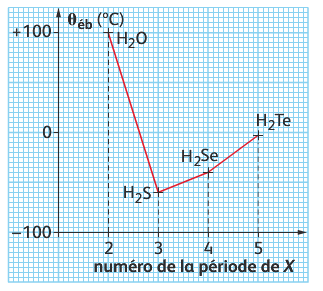 θéb (°C)
+100
H₂O
0
H₂Te
H₂Se
H₂S
–100
2 3 4 5
numéro de la période de X